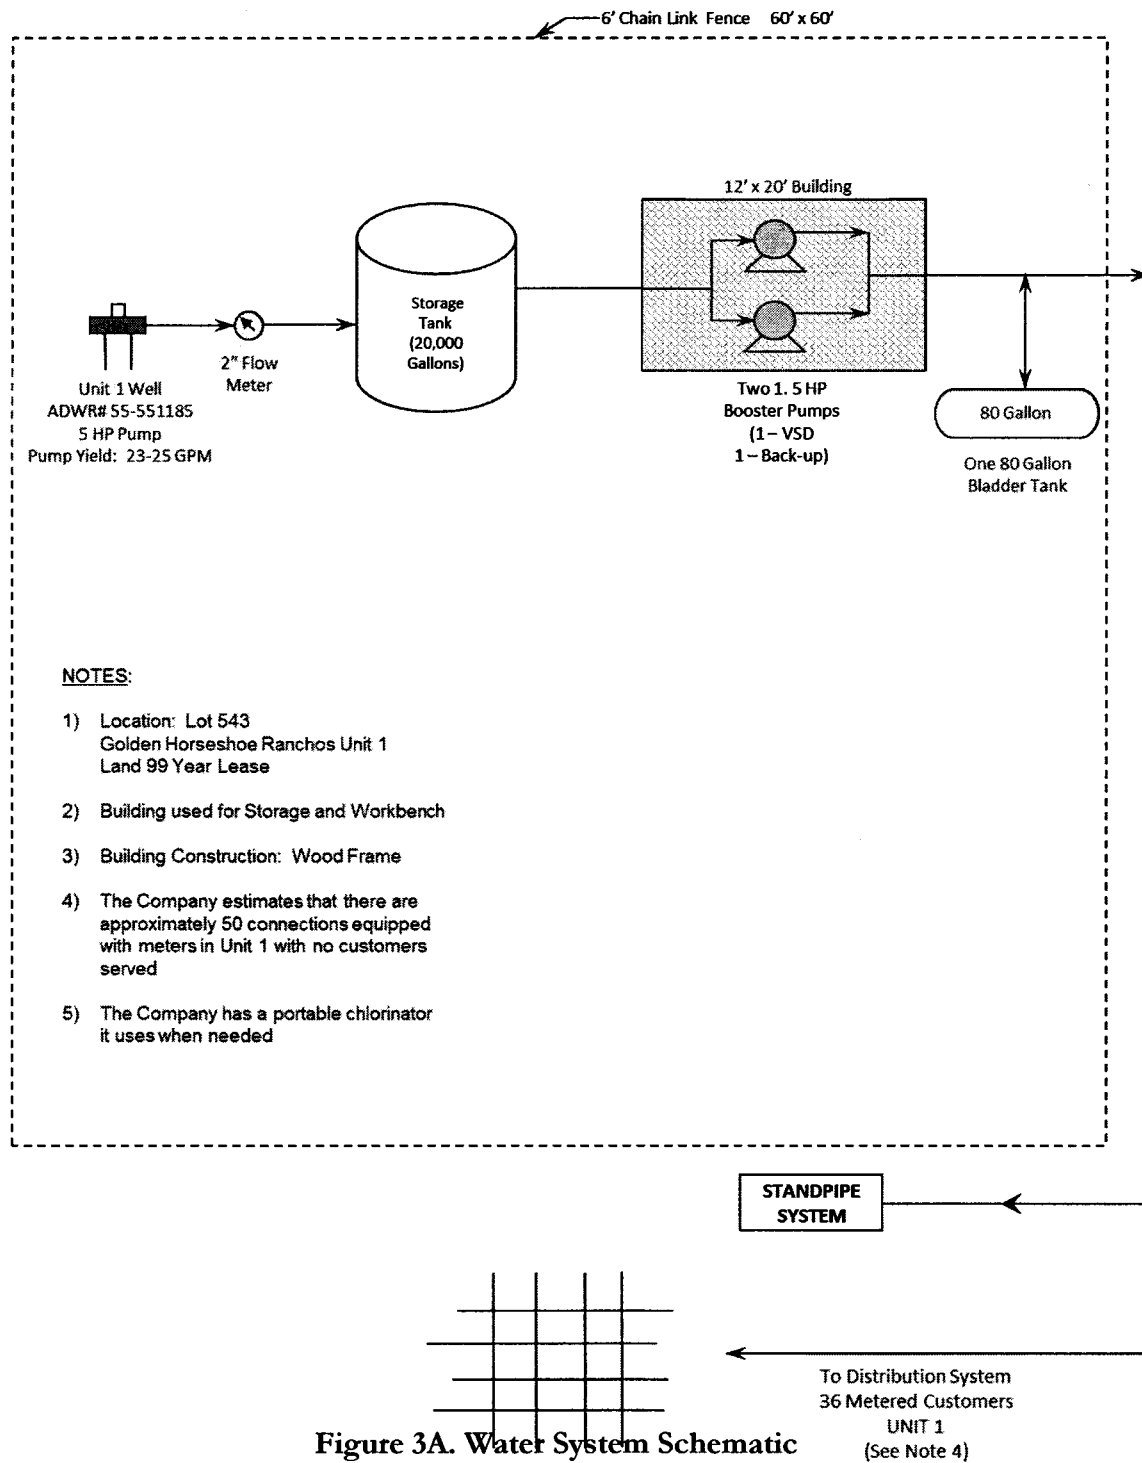 6' Chain Link Fence 60' x 60'
12' x 20' Building
Storage
Tank
(20,000
Gallons)
2" Flow
Meter
Unit 1 Well
ADWR# 55-551185
5 HP Pump
Pump Yield: 23-25 GPM
Two 1. 5 HP
Booster Pumps
(1 – VSD
1 – Back-up)
80 Gallon
One 80 Gallon
Bladder Tank
NOTES:
1) Location: Lot 543
Golden Horseshoe Ranchos Unit 1
Land 99 Year Lease
2) Building used for Storage and Workbench
3) Building Construction: Wood Frame
4) The Company estimates that there are
approximately 50 connections equipped
with meters in Unit 1 with no customers
served
5) The Company has a portable chlorinator
it uses when needed
STANDPIPE
SYSTEM
To Distribution System
36 Metered Customers
UNIT 1
(See Note 4)
Figure 3A. Water System Schematic